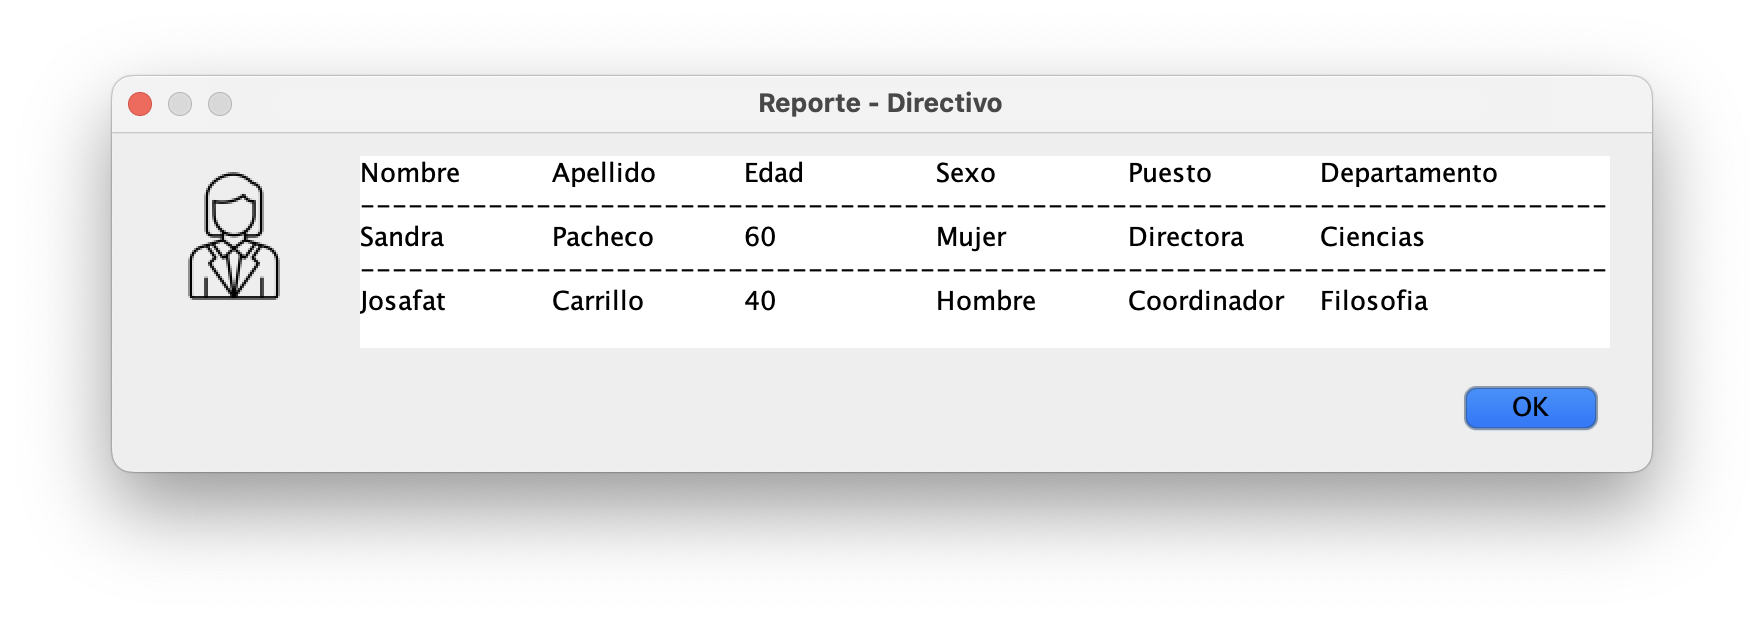 Reporte - Directivo
Nombre Apellido Edad Sexo Puesto Departamento
--------------------------------------------------------------------------------
Sandra Pacheco 60 Mujer Directora Ciencias
--------------------------------------------------------------------------------
Josafat Carrillo 40 Hombre Coordinador Filosofia
OK